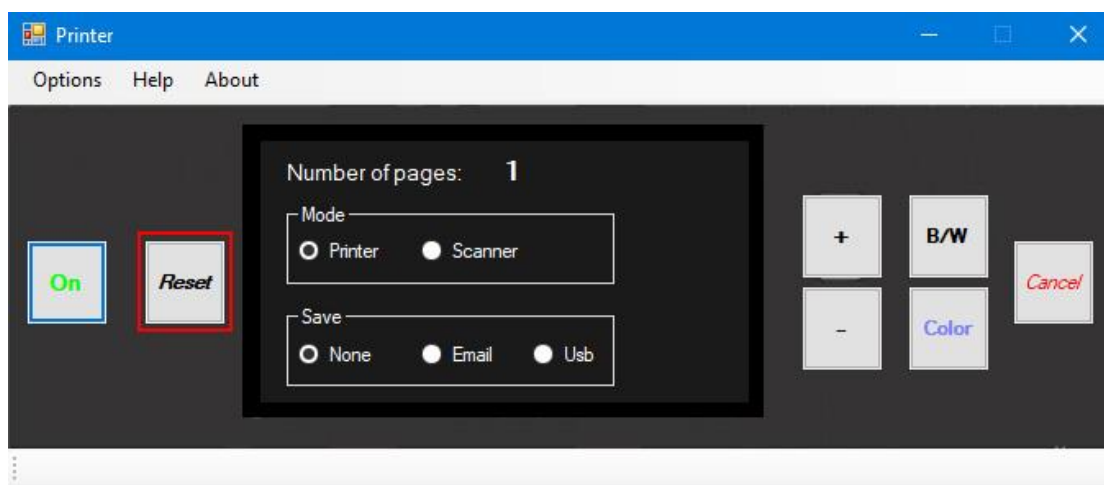 Printer
Options Help About
Number of pages: 1
Mode
Printer Scanner
Save
None Email Usb
On
Reset
+
B/W
-
Color
Cancel